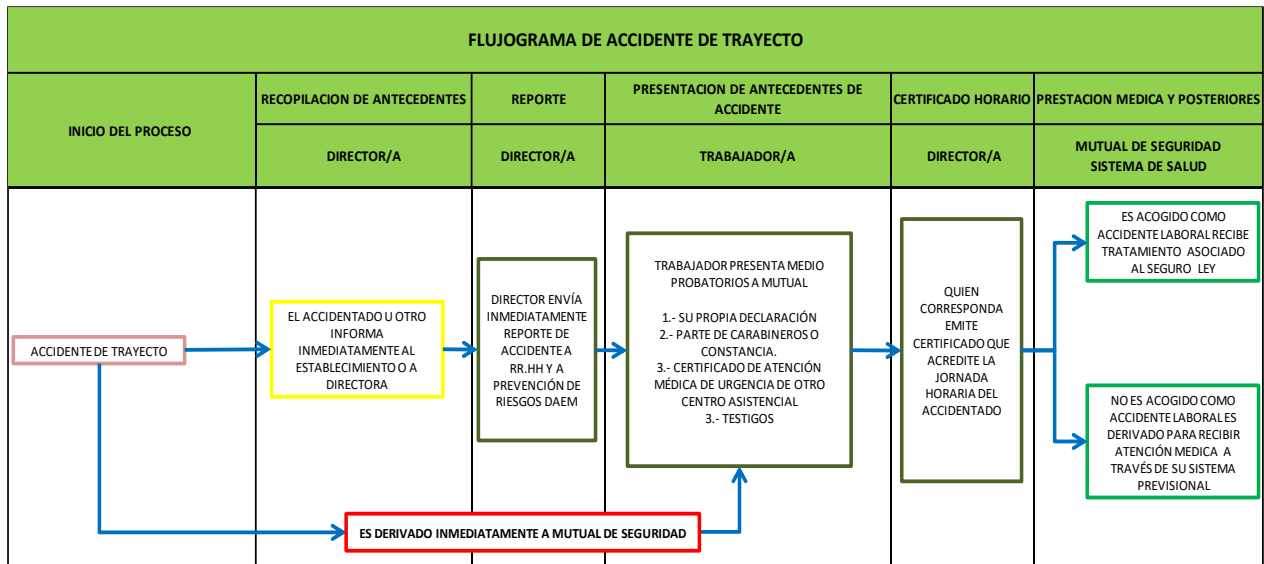 FLUJOGRAMA DE ACCIDENTE DE TRAYECTO
INICIO DEL PROCESO
RECOPILACION DE ANTECEDENTES
DIRECTOR/A
REPORTE
DIRECTOR/A
PRESENTACION DE ANTECEDENTES DE
ACCIDENTE
TRABAJADOR/A
CERTIFICADO HORARIO
DIRECTOR/A
PRESTACION MEDICA Y POSTERIORES
MUTUAL DE SEGURIDAD
SISTEMA DE SALUD
ACCIDENTE DE TRAYECTO
EL ACCIDENTADO U OTRO
INFORMA
INMEDIATAMENTE AL
ESTABLECIMIENTO O A
DIRECTORA
DIRECTOR ENVÍA
INMEDIATAMENTE
REPORTE DE
ACCIDENTE A
RR.HH Y A
PREVENCIÓN DE
RIESGOS DAEM
TRABAJADOR PRESENTA MEDIO
PROBATORIOS A MUTUAL
1.- SU PROPIA DECLARACIÓN
2.- PARTE DE CARABINEROS O
CONSTANCIA.
3.- CERTIFICADO DE ATENCIÓN
MÉDICA DE URGENCIA DE OTRO
CENTRO ASISTENCIAL
3.- TESTIGOS
QUIEN
CORRESPONDA
EMITE
CERTIFICADO QUE
ACREDITE LA
JORNADA
HORARIA DEL
ACCIDENTADO
ES ACOGIDO COMO
ACCIDENTE LABORAL RECIBE
TRATAMIENTO ASOCIADO
AL SEGURO LEY
NO ES ACOGIDO COMO
ACCIDENTE LABORAL ES
DERIVADO PARA RECIBIR
ATENCIÓN MEDICA A
TRAVÉS DE SU SISTEMA
PREVISIONAL
ES DERIVADO INMEDIATAMENTE A MUTUAL DE SEGURIDAD